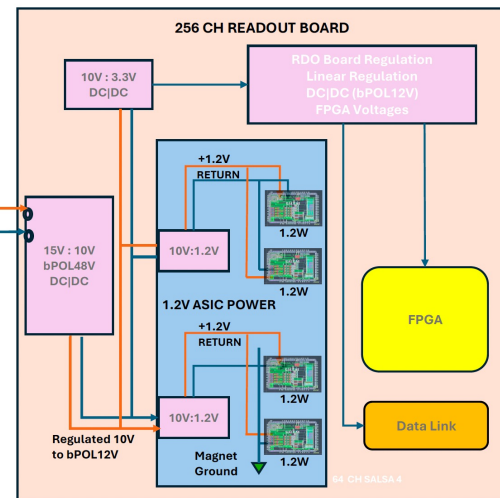 256 CH READOUT BOARD
10V : 3.3V
DC|DC
RDO Board Regulation
Linear Regulation
DC|DC (bPOL12V)
FPGA Voltages
+1.2V
RETURN
1.2W
15V : 10V
bPOL48V
DC|DC
10V:1.2V
1.2W
1.2V ASIC POWER
FPGA
+1.2V
RETURN
1.2W
10V:1.2V
Data Link
Regulated 10V
to bPOL12V
Magnet
Ground
1.2W
64 CH SALSA 4